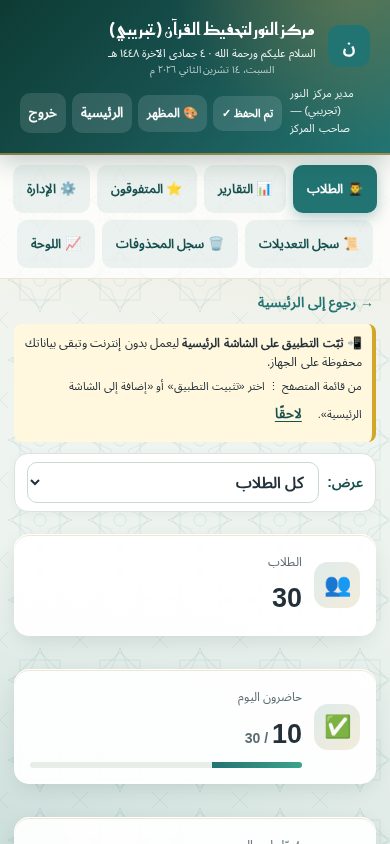 ن
مركز النور لتحفيظ القرآن (تجريبي)
السلام عليكم ورحمة الله · ٤ جمادى الآخرة ١٤٤٨ هـ
السبت، ١٤ تشرين الثاني ٢٠٢٦ م
مدير مركز النور
(تجريبي) —
صاحب المركز
تم الحفظ ✓
🎨 المظهر
الرئيسية
خروج
👨‍🎓 الطلاب
📊 التقارير
⭐ المتفوقون
⚙️ الإدارة
📜 سجل التعديلات
🗑️ سجل المحذوفات
📈 اللوحة
→ رجوع إلى الرئيسية
📲 ثبّت التطبيق على الشاشة الرئيسية ليعمل بدون إنترنت وتبقى بياناتك
محفوظة على الجهاز.
من قائمة المتصفح ⋮ اختر «تثبيت التطبيق» أو «إضافة إلى الشاشة
الرئيسية».
لاحقًا
عرض:
كل الطلاب
الطلاب
30
حاضرون اليوم
10 / 30